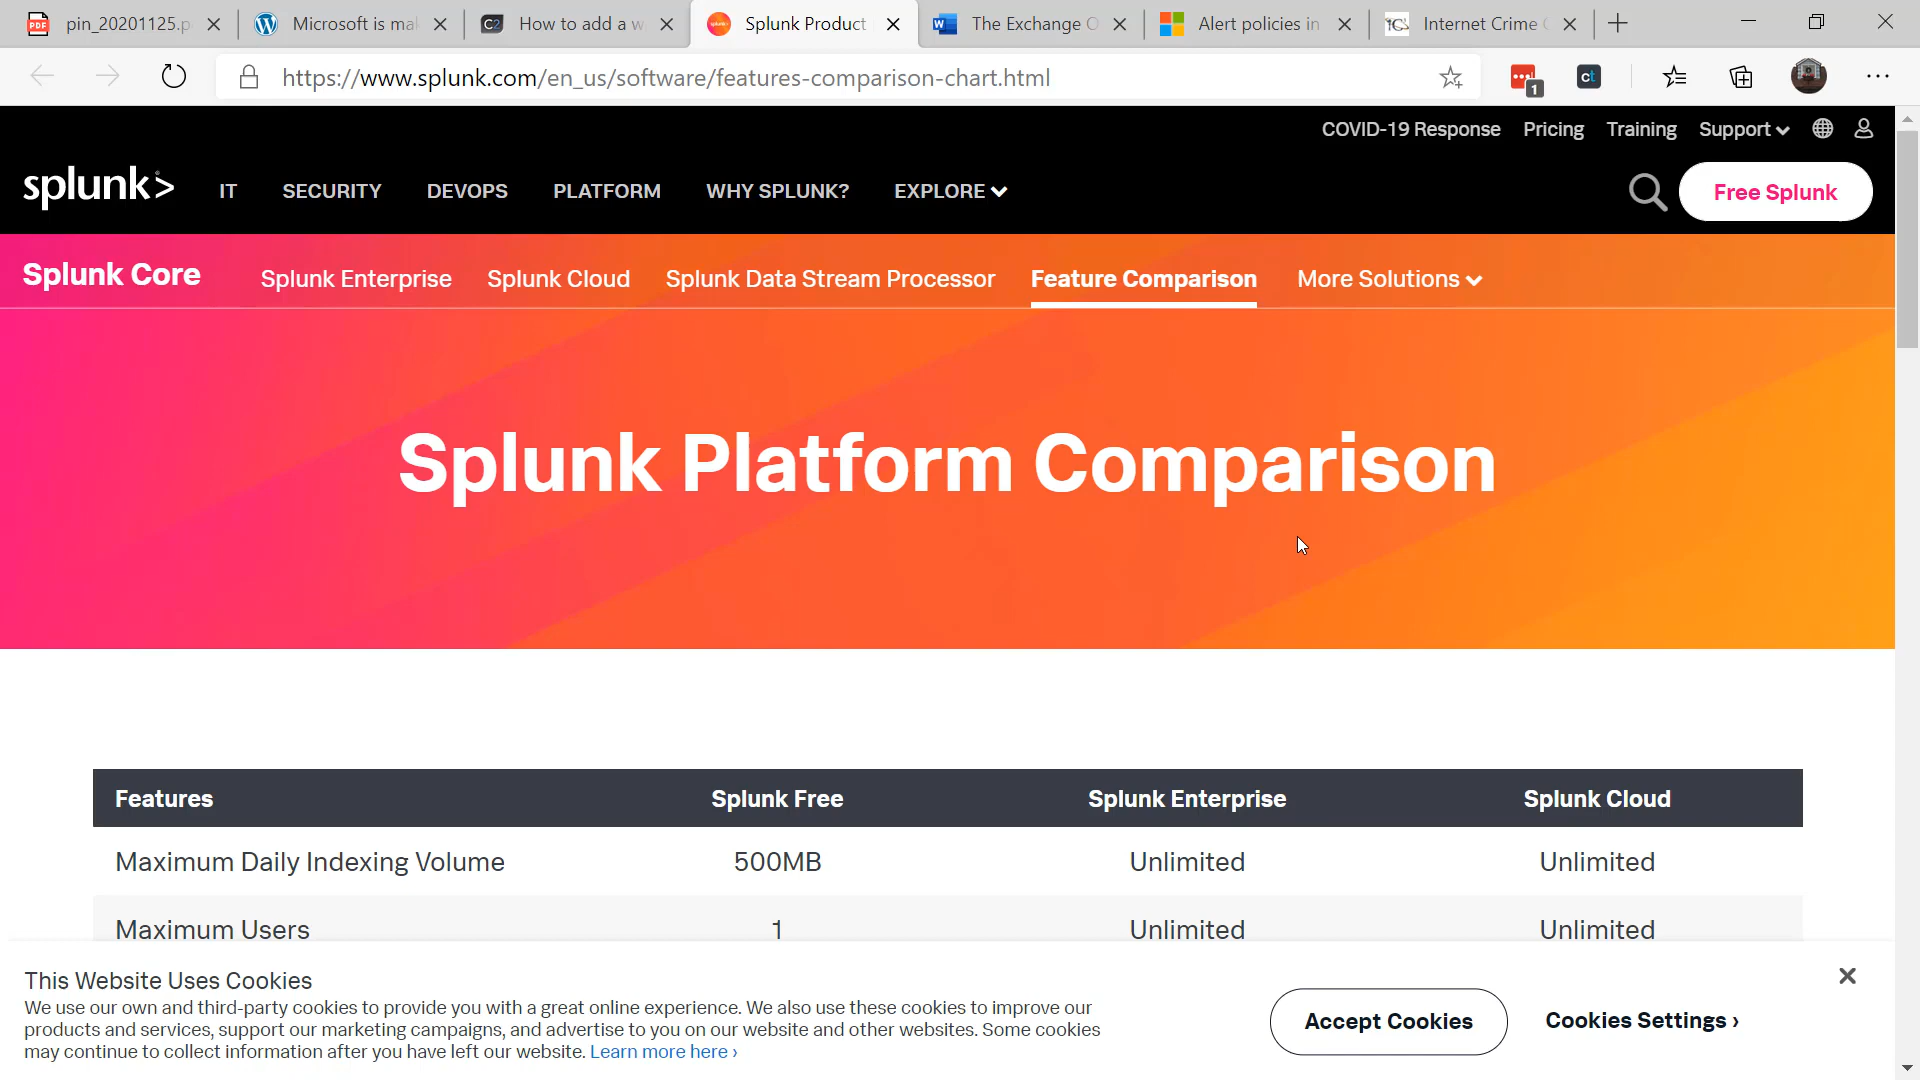 pin_20201125.p
Microsoft is mal
How to add a w
Splunk Product
The Exchange O
Alert policies in
Internet Crime C
https://www.splunk.com/en_us/software/features-comparison-chart.html
1
ct
COVID-19 Response Pricing Training Support
splunk> IT SECURITY DEVOPS PLATFORM WHY SPLUNK? EXPLORE Free Splunk
Splunk Core Splunk Enterprise Splunk Cloud Splunk Data Stream Processor Feature Comparison More Solutions
Splunk Platform Comparison
Features Splunk Free Splunk Enterprise Splunk Cloud
Maximum Daily Indexing Volume 500MB Unlimited Unlimited
Maximum Users 1 Unlimited Unlimited
This Website Uses Cookies
We use our own and third-party cookies to provide you with a great online experience. We also use these cookies to improve our
products and services, support our marketing campaigns, and advertise to you on our website and other websites. Some cookies
may continue to collect information after you have left our website. Learn more here ›
Accept Cookies Cookies Settings ›